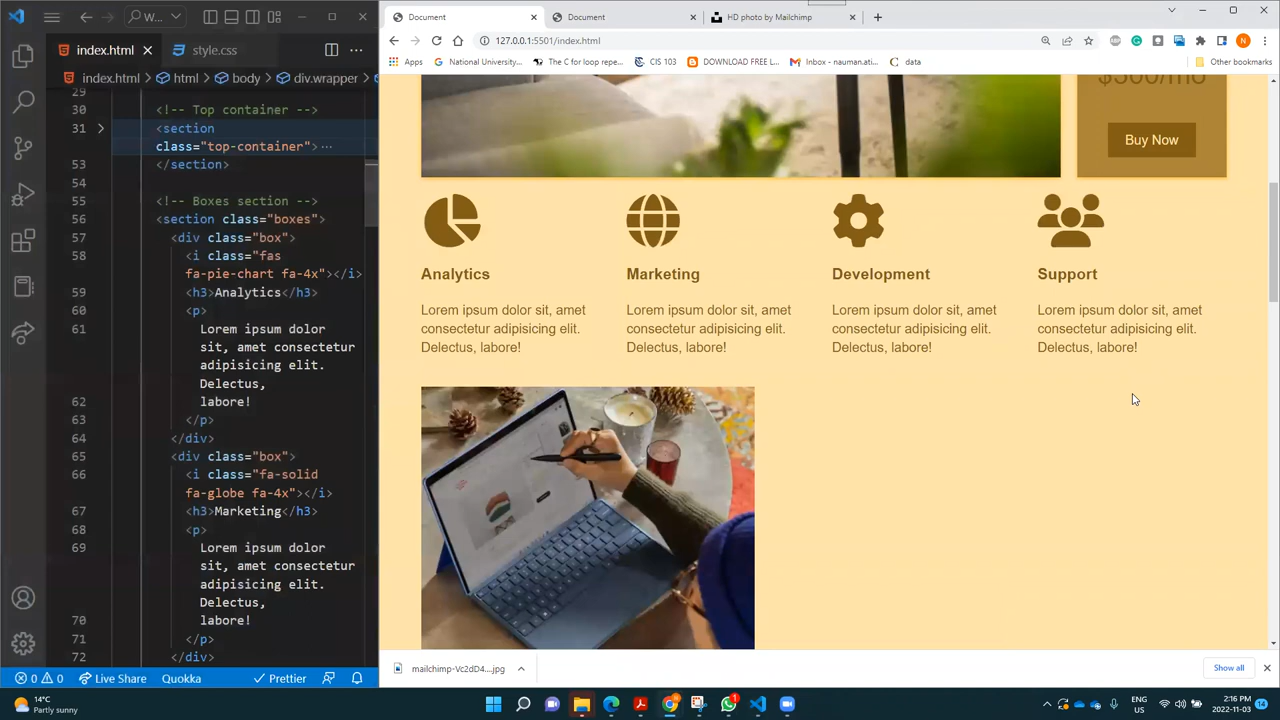 W...
Document
Document
HD photo by Mailchimp
index.html
style.css
127.0.0.1:5501/index.html
index.html
html
body
div.wrapper
Apps
National University...
The C for loop repe...
CIS 103
DOWNLOAD FREE L...
Inbox - nauman.ati...
data
Other bookmarks
29
30 <!-- Top container -->
31 <section
class="top-container"> ...
53 </section>
54
55 <!-- Boxes section -->
56 <section class="boxes">
57 <div class="box">
58 <i class="fas
fa-pie-chart fa-4x"></i>
59 <h3>Analytics</h3>
60 <p>
61 Lorem ipsum dolor
sit, amet consectetur
adipisicing elit.
Delectus,
62 labore!
63 </p>
64 </div>
65 <div class="box">
66 <i class="fa-solid
fa-globe fa-4x"></i>
67 <h3>Marketing</h3>
68 <p>
69 Lorem ipsum dolor
sit, amet consectetur
adipisicing elit.
Delectus,
70 labore!
71 </p>
72 </div>
$500/mo
Buy Now
Analytics
Lorem ipsum dolor sit, amet
consectetur adipisicing elit.
Delectus, labore!
Marketing
Lorem ipsum dolor sit, amet
consectetur adipisicing elit.
Delectus, labore!
Development
Lorem ipsum dolor sit, amet
consectetur adipisicing elit.
Delectus, labore!
Support
Lorem ipsum dolor sit, amet
consectetur adipisicing elit.
Delectus, labore!
mailchimp-Vc2dD4....jpg
Show all
0 0 Live Share Quokka Prettier
14°C
Partly sunny
1
ENG
US
2:16 PM
2022-11-03
14